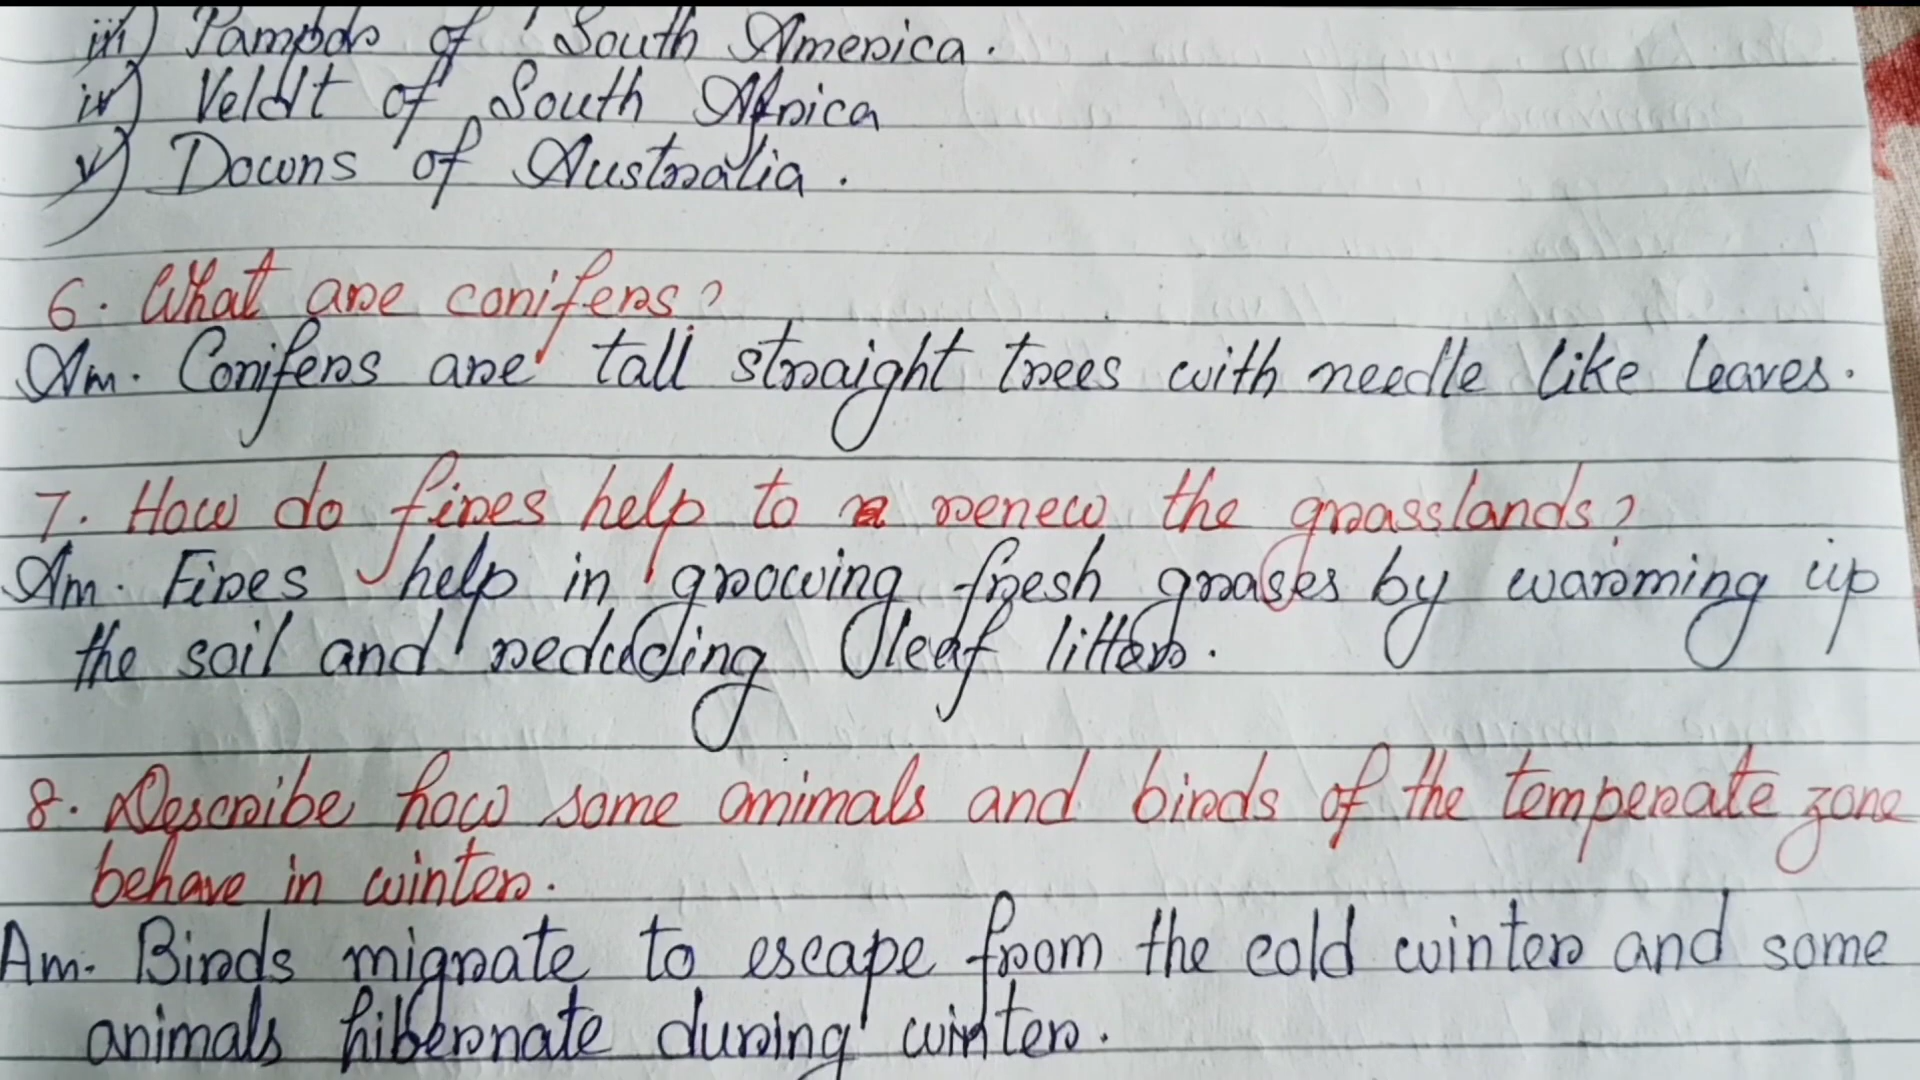 iii) Pampas of South America.
iv) Veldt of South Africa
v) Downs of Australia.
6. What are conifers?
Ans. Conifers are tall straight trees with needle like leaves.
7. How do fires help to renew the grasslands?
Ans. Fires help in growing fresh grasses by warming up
the soil and reducing leaf litter.
8. Describe how some animals and birds of the temperate zone
behave in winter.
Ans. Birds migrate to escape from the cold winter and some
animals hibernate during winter.